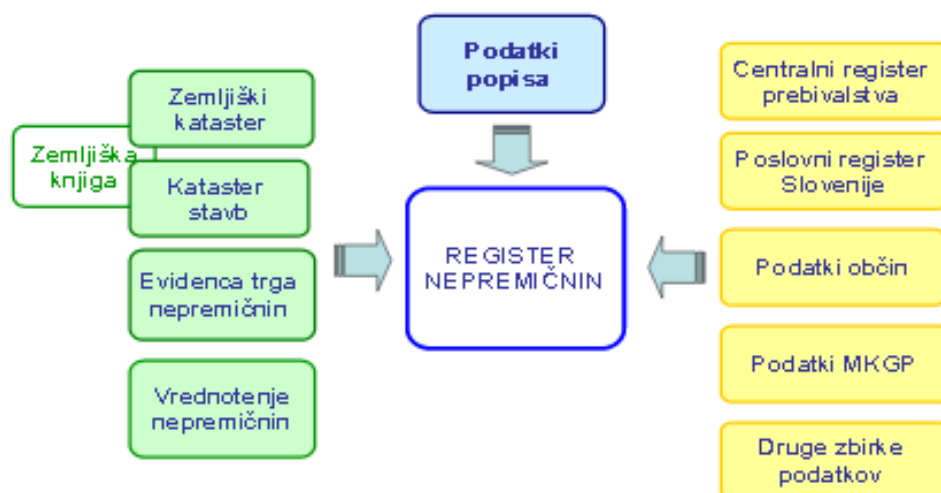 Podatki
popisa
Zemljiški
kataster
Zemljiška
knjiga
Kataster
stavb
Evidenca trga
nepremičnin
Vrednotenje
nepremičnin
REGISTER
NEPREMIČNIN
Centralni register
prebivalstva
Poslovni register
Slovenije
Podatki občin
Podatki MKGP
Druge zbirke
podatkov